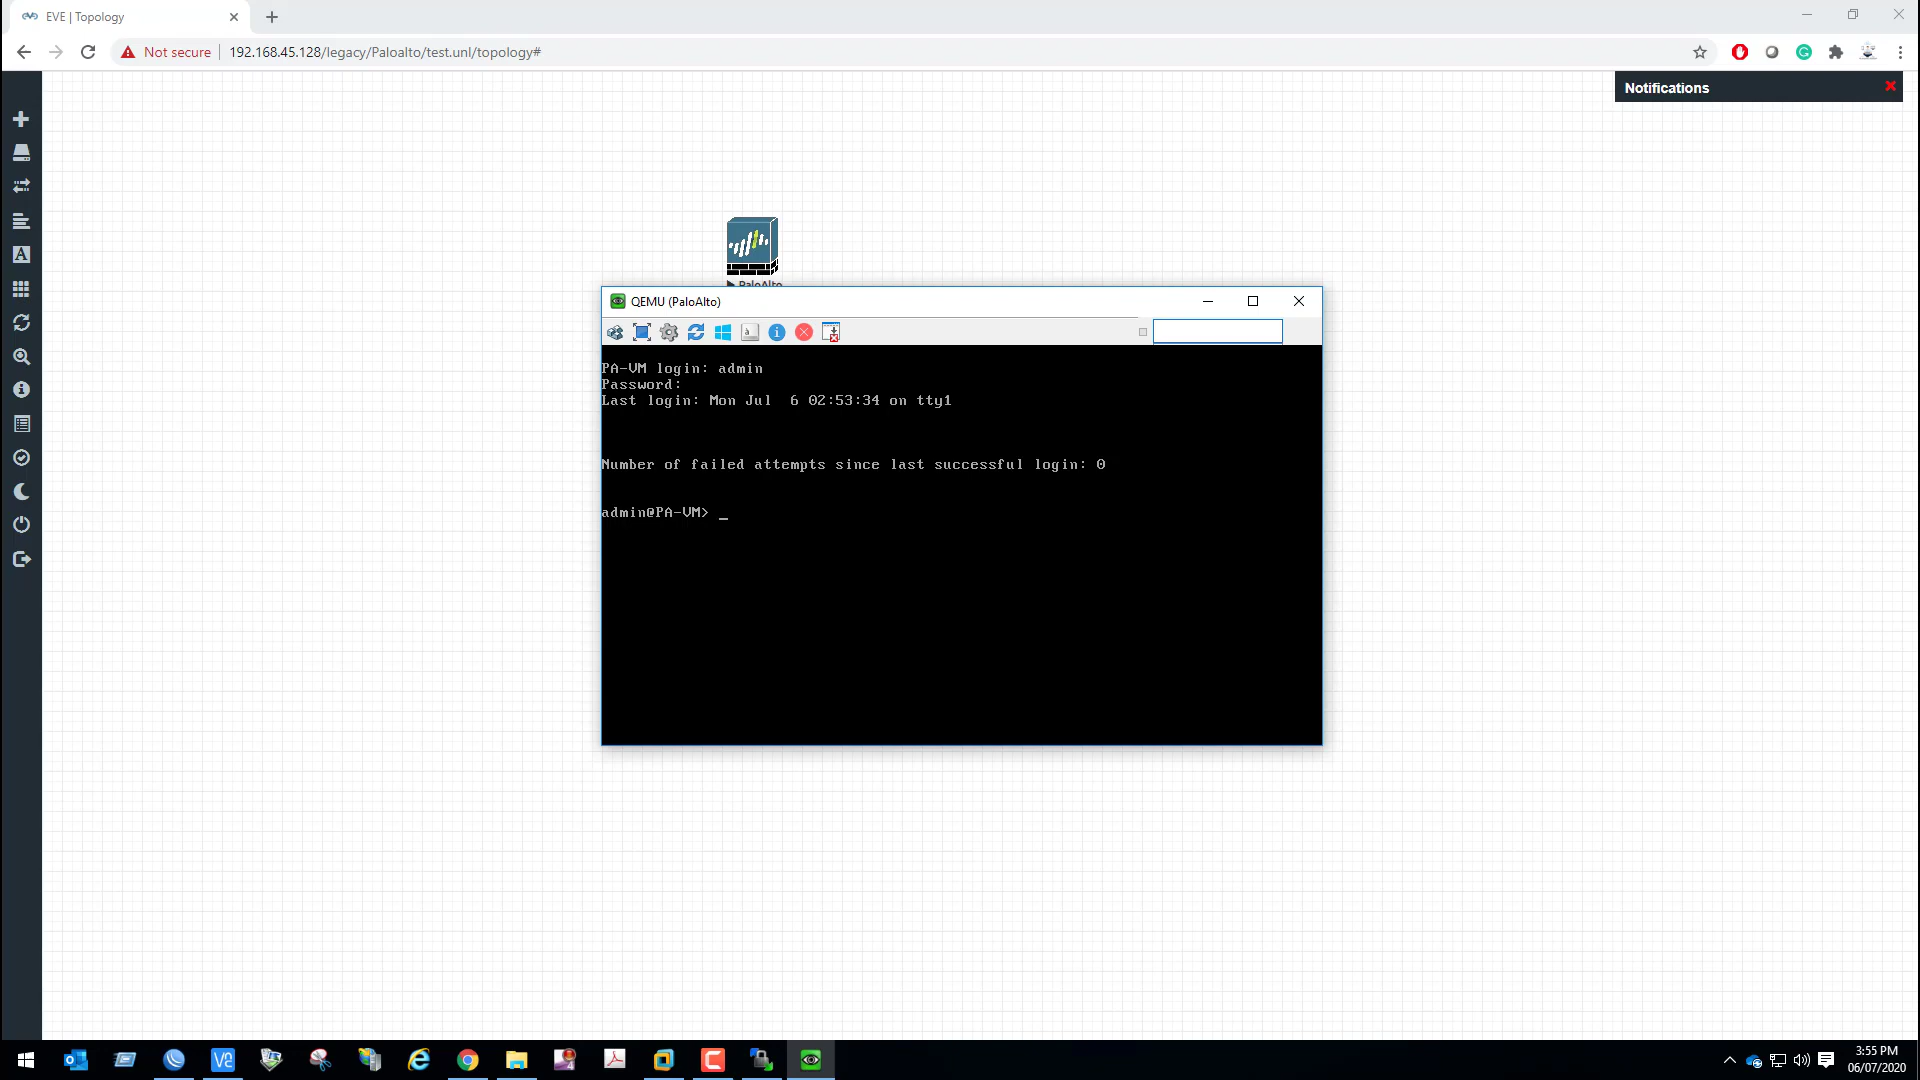 EVE | Topology
Not secure
192.168.45.128/legacy/Paloalto/test.unl/topology#
Notifications
PaloAlto
QEMU (PaloAlto)
PA-VM login: admin
Password:
Last login: Mon Jul  6 02:53:34 on tty1
Number of failed attempts since last successful login: 0
admin@PA-VM> _
3:55 PM
06/07/2020